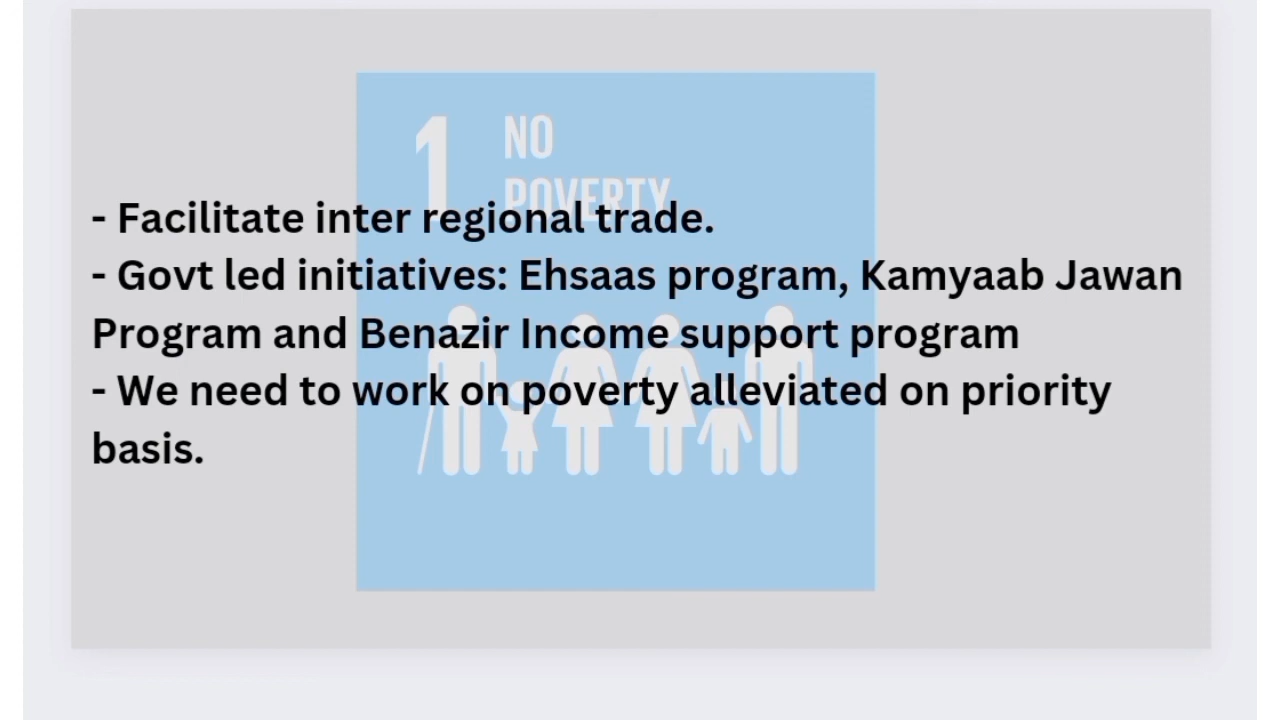 1 NO
POVERTY
- Facilitate inter regional trade.
- Govt led initiatives: Ehsaas program, Kamyaab Jawan
Program and Benazir Income support program
- We need to work on poverty alleviated on priority
basis.